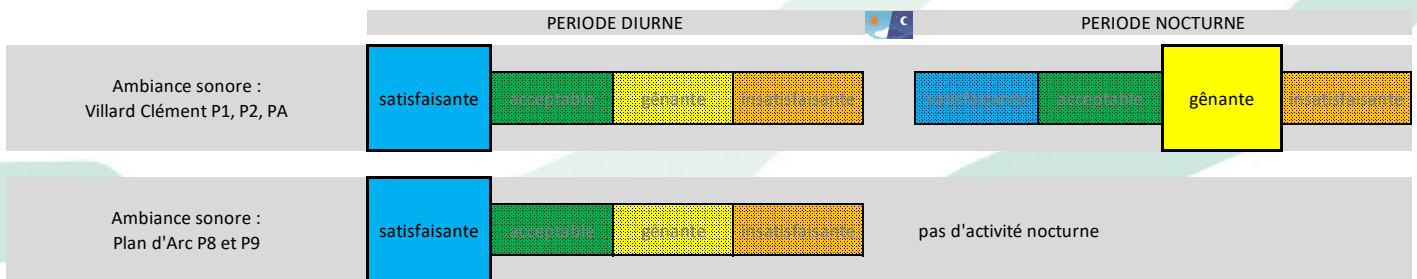 PERIODE DIURNE PERIODE NOCTURNE
Ambiance sonore :
Villard Clément P1, P2, PA
satisfaisante acceptable gênante insatisfaisante satisfaisante acceptable gênante insatisfaisante
Ambiance sonore :
Plan d'Arc P8 et P9
satisfaisante acceptable gênante insatisfaisante pas d'activité nocturne